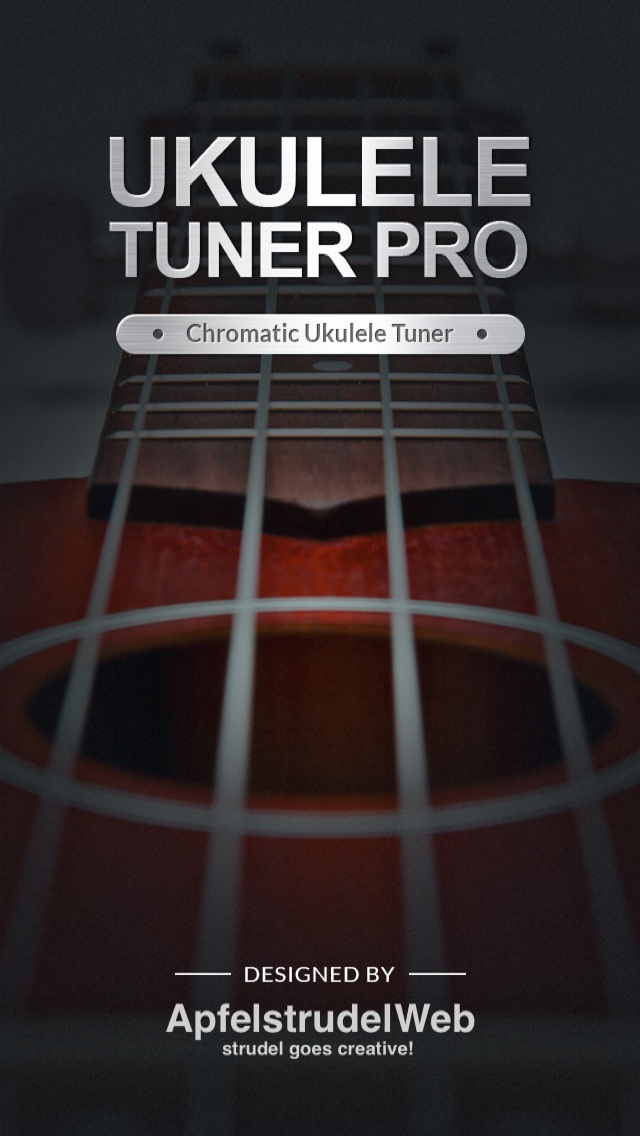 UKULELE
TUNER PRO
Chromatic Ukulele Tuner
DESIGNED BY
ApfelstrudelWeb
strudel goes creative!